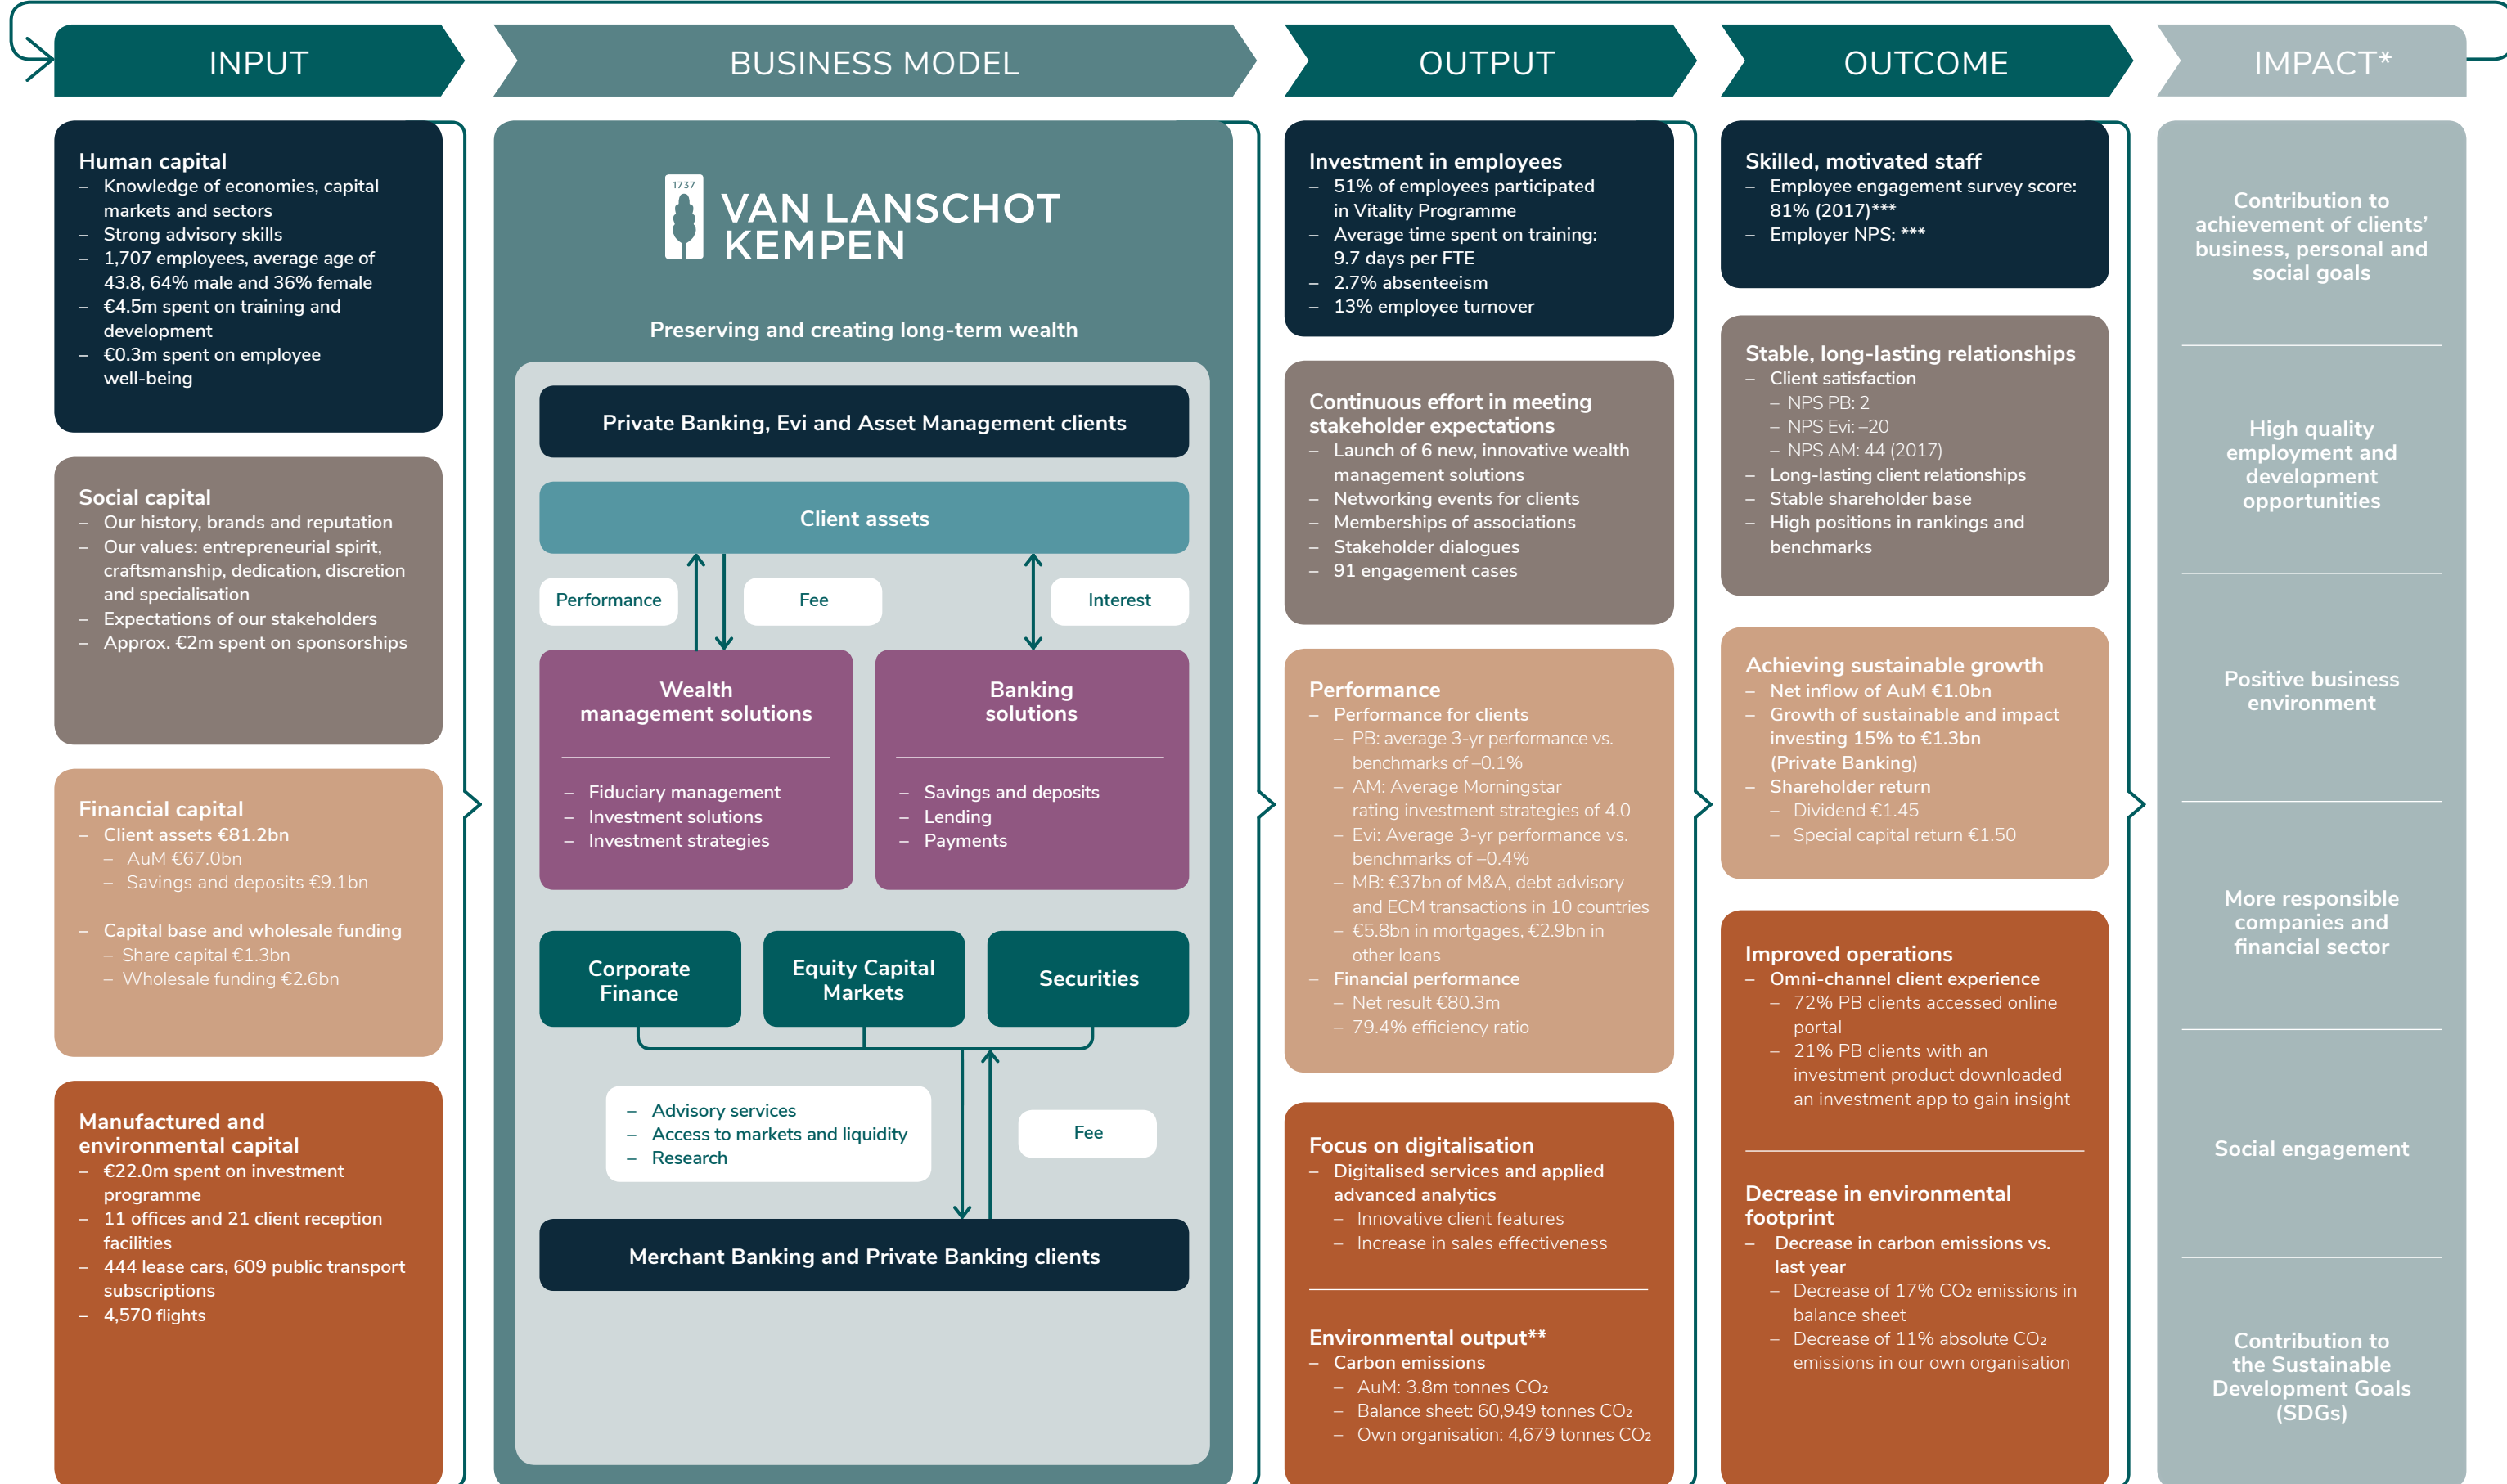 INPUT
BUSINESS MODEL
OUTPUT
OUTCOME
IMPACT*
Human capital
– Knowledge of economies, capital
markets and sectors
– Strong advisory skills
– 1,707 employees, average age of
43.8, 64% male and 36% female
– €4.5m spent on training and
development
– €0.3m spent on employee
well-being
Social capital
– Our history, brands and reputation
– Our values: entrepreneurial spirit,
craftsmanship, dedication, discretion
and specialisation
– Expectations of our stakeholders
– Approx. €2m spent on sponsorships
Financial capital
– Client assets €81.2bn
– AuM €67.0bn
– Savings and deposits €9.1bn
– Capital base and wholesale funding
– Share capital €1.3bn
– Wholesale funding €2.6bn
Manufactured and
environmental capital
– €22.0m spent on investment
programme
– 11 offices and 21 client reception
facilities
– 444 lease cars, 609 public transport
subscriptions
– 4,570 flights
1737
VAN LANSCHOT
KEMPEN
Preserving and creating long-term wealth
Private Banking, Evi and Asset Management clients
Client assets
Performance
Fee
Interest
Wealth
management solutions
– Fiduciary management
– Investment solutions
– Investment strategies
Banking
solutions
– Savings and deposits
– Lending
– Payments
Corporate
Finance
Equity Capital
Markets
Securities
– Advisory services
– Access to markets and liquidity
– Research
Fee
Merchant Banking and Private Banking clients
Investment in employees
– 51% of employees participated
in Vitality Programme
– Average time spent on training:
9.7 days per FTE
– 2.7% absenteeism
– 13% employee turnover
Continuous effort in meeting
stakeholder expectations
– Launch of 6 new, innovative wealth
management solutions
– Networking events for clients
– Memberships of associations
– Stakeholder dialogues
– 91 engagement cases
Performance
– Performance for clients
– PB: average 3-yr performance vs.
benchmarks of –0.1%
– AM: Average Morningstar
rating investment strategies of 4.0
– Evi: Average 3-yr performance vs.
benchmarks of –0.4%
– MB: €37bn of M&A, debt advisory
and ECM transactions in 10 countries
– €5.8bn in mortgages, €2.9bn in
other loans
– Financial performance
– Net result €80.3m
– 79.4% efficiency ratio
Focus on digitalisation
– Digitalised services and applied
advanced analytics
– Innovative client features
– Increase in sales effectiveness
Environmental output**
– Carbon emissions
– AuM: 3.8m tonnes CO₂
– Balance sheet: 60,949 tonnes CO₂
– Own organisation: 4,679 tonnes CO₂
Skilled, motivated staff
– Employee engagement survey score:
81% (2017)***
– Employer NPS: ***
Stable, long-lasting relationships
– Client satisfaction
– NPS PB: 2
– NPS Evi: –20
– NPS AM: 44 (2017)
– Long-lasting client relationships
– Stable shareholder base
– High positions in rankings and
benchmarks
Achieving sustainable growth
– Net inflow of AuM €1.0bn
– Growth of sustainable and impact
investing 15% to €1.3bn
(Private Banking)
– Shareholder return
– Dividend €1.45
– Special capital return €1.50
Improved operations
– Omni-channel client experience
– 72% PB clients accessed online
portal
– 21% PB clients with an
investment product downloaded
an investment app to gain insight
Decrease in environmental
footprint
– Decrease in carbon emissions vs.
last year
– Decrease of 17% CO₂ emissions in
balance sheet
– Decrease of 11% absolute CO₂
emissions in our own organisation
Contribution to
achievement of clients’
business, personal and
social goals
High quality
employment and
development
opportunities
Positive business
environment
More responsible
companies and
financial sector
Social engagement
Contribution to
the Sustainable
Development Goals
(SDGs)